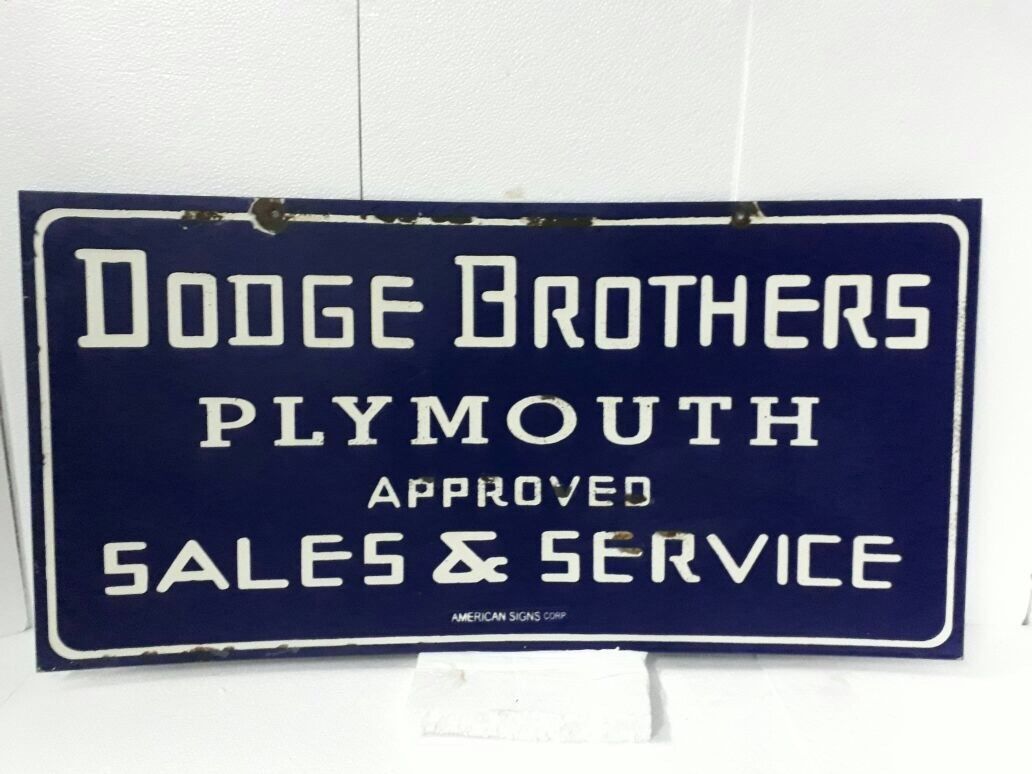 DODGE BROTHERS
PLYMOUTH
APPROVED
SALES & SERVICE
AMERICAN SIGNS CORP